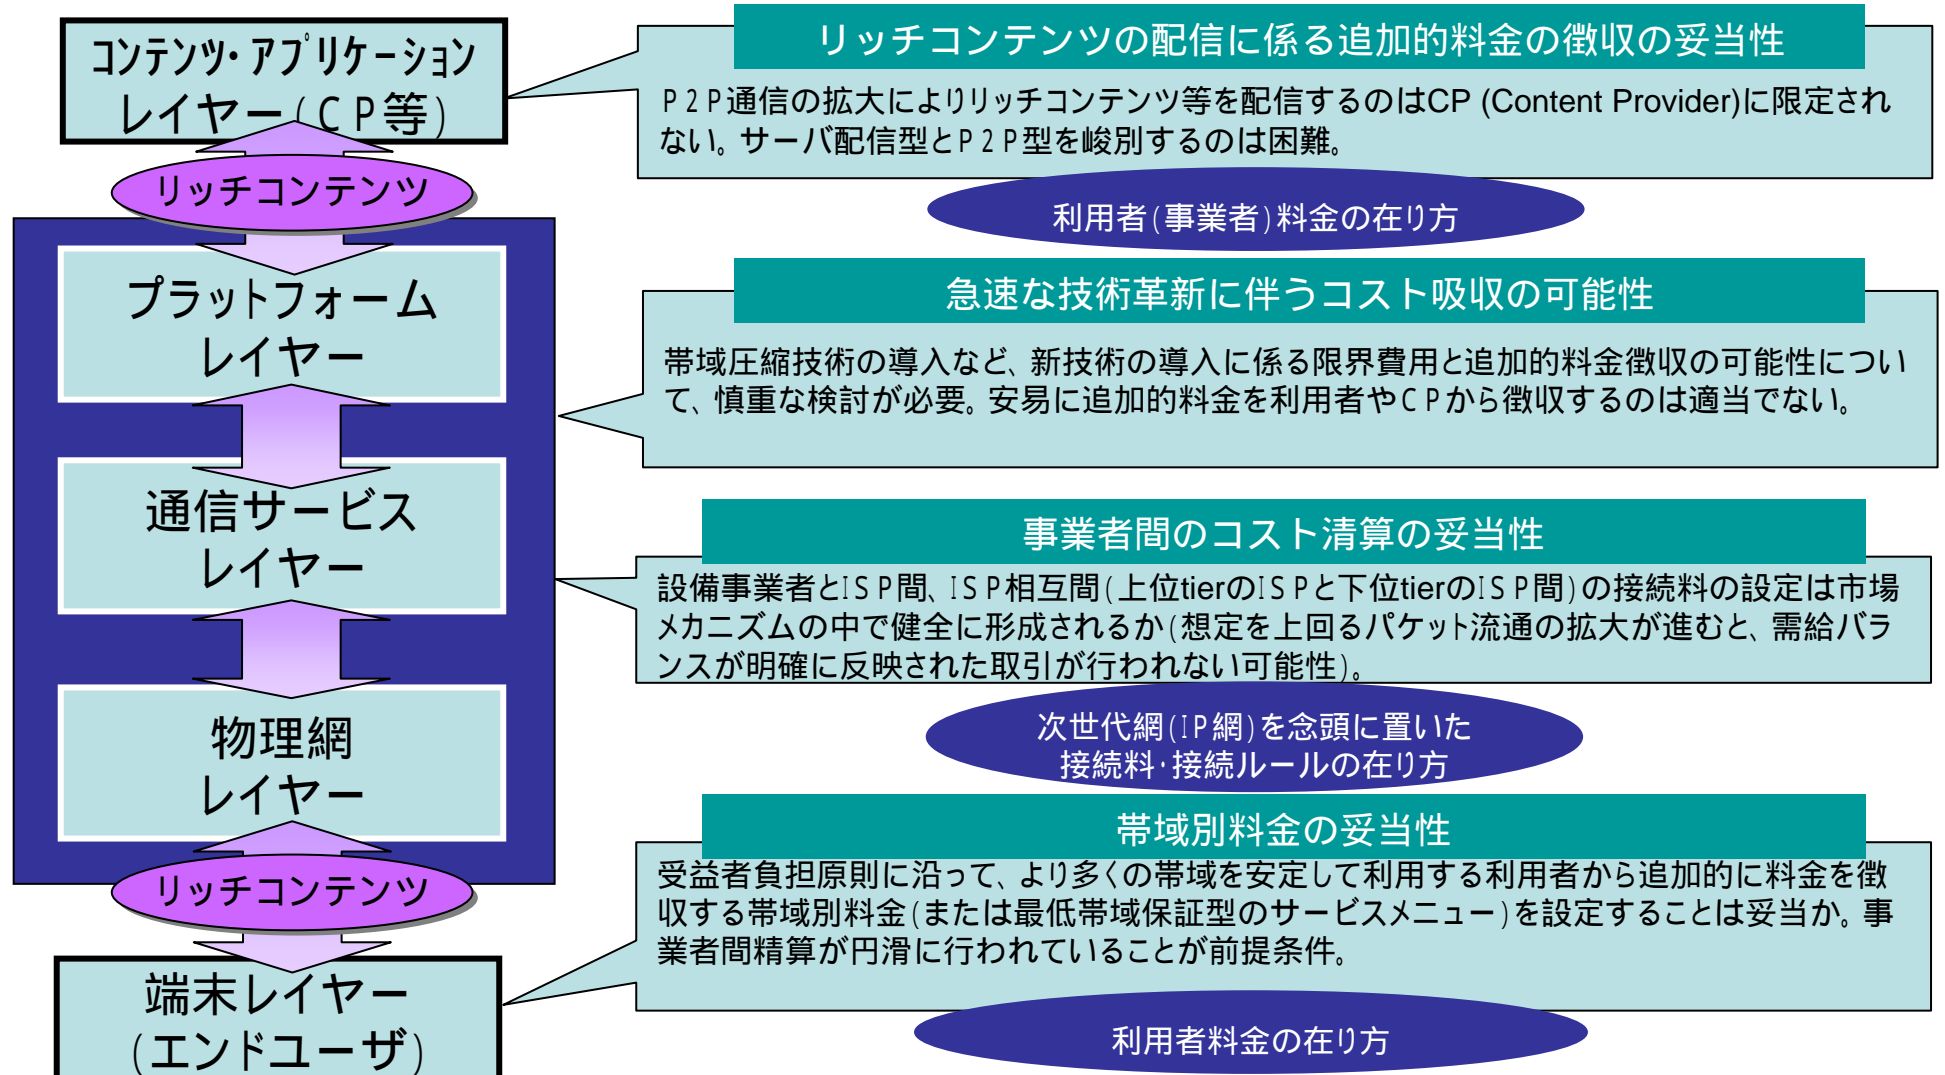 コンテンツ・アプリケーション
レイヤー(CP等)
リッチコンテンツ
プラットフォーム
レイヤー
通信サービス
レイヤー
物理網
レイヤー
リッチコンテンツ
端末レイヤー
(エンドユーザ)
リッチコンテンツの配信に係る追加的料金の徴収の妥当性
P2P通信の拡大によりリッチコンテンツ等を配信するのはCP (Content Provider)に限定され
ない。サーバ配信型とP2P型を峻別するのは困難。
利用者(事業者)料金の在り方
急速な技術革新に伴うコスト吸収の可能性
帯域圧縮技術の導入など、新技術の導入に係る限界費用と追加的料金徴収の可能性につい
て、慎重な検討が必要。安易に追加的料金を利用者やCPから徴収するのは適当でない。
事業者間のコスト清算の妥当性
設備事業者とISP間、ISP相互間(上位tierのISPと下位tierのISP間)の接続料の設定は市場
メカニズムの中で健全に形成されるか(想定を上回るパケット流通の拡大が進むと、需給バラ
ンスが明確に反映された取引が行われない可能性)。
次世代網(IP網)を念頭に置いた
接続料・接続ルールの在り方
帯域別料金の妥当性
受益者負担原則に沿って、より多くの帯域を安定して利用する利用者から追加的に料金を徴
収する帯域別料金(または最低帯域保証型のサービスメニュー)を設定することは妥当か。事
業者間精算が円滑に行われていることが前提条件。
利用者料金の在り方